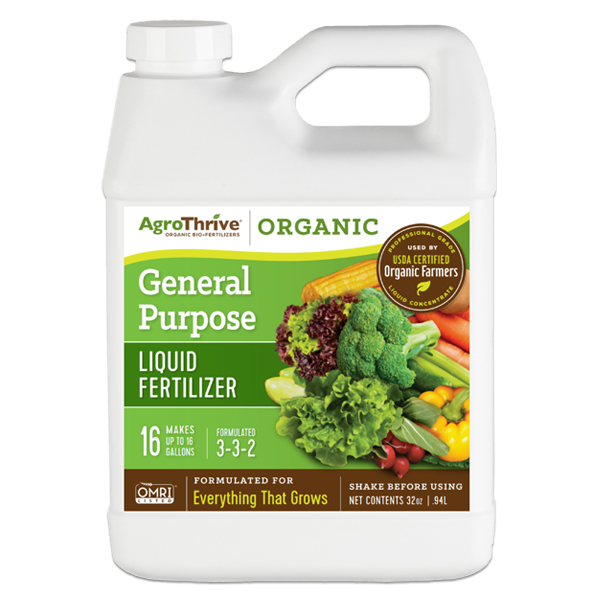 AgroThrive®
ORGANIC BIO-FERTILIZERS
ORGANIC
PROFESSIONAL GRADE
USED BY
USDA CERTIFIED
Organic Farmers
LIQUID CONCENTRATE
General
Purpose
LIQUID
FERTILIZER
16 MAKES
UP TO 16
GALLONS
FORMULATED
3-3-2
OMRI
LISTED
FORMULATED FOR
Everything That Grows
SHAKE BEFORE USING
NET CONTENTS 32oz | .94L